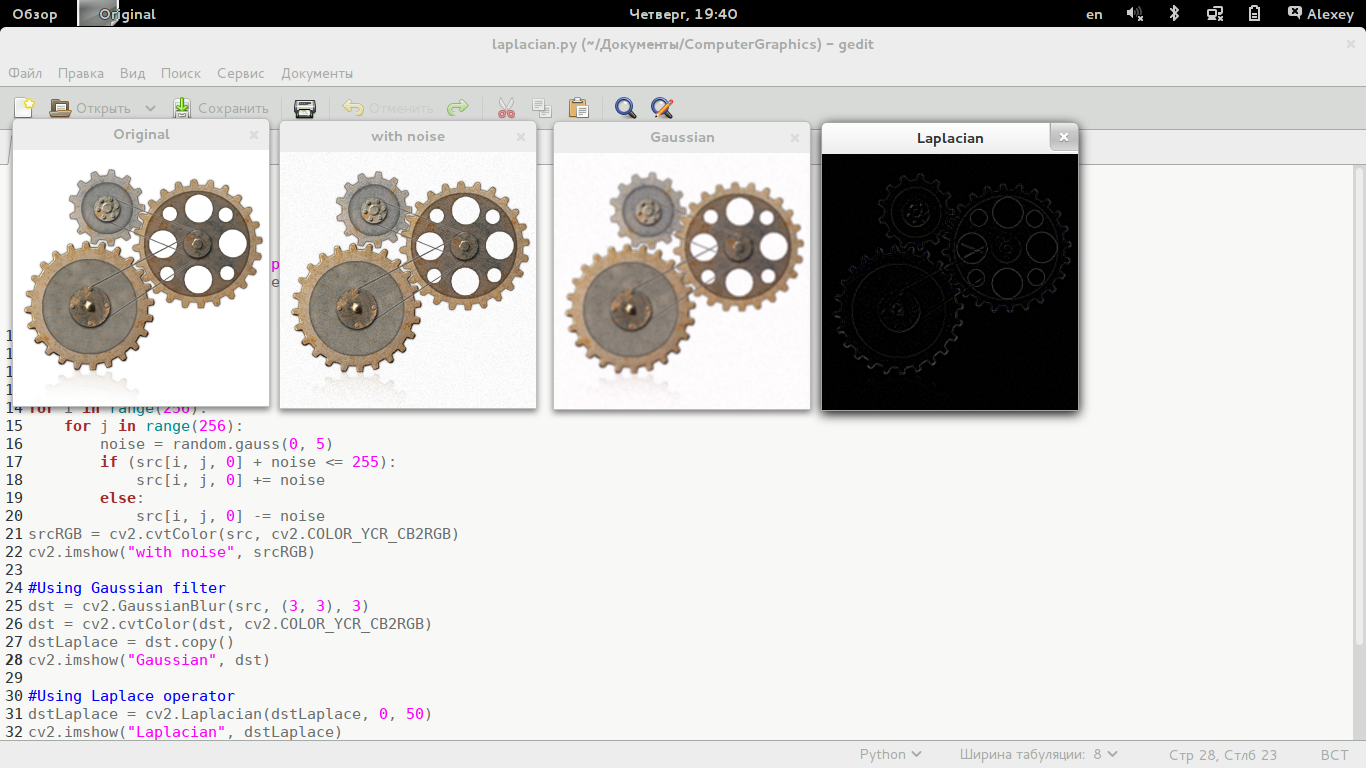 Обзор Original Четверг, 19:40 en Alexey
laplacian.py (~/Документы/ComputerGraphics) – gedit
Файл Правка Вид Поиск Сервис Документы
Открыть Сохранить Отменить
Original with noise Gaussian Laplacian
14 for i in range(256):
15     for j in range(256):
16         noise = random.gauss(0, 5)
17         if (src[i, j, 0] + noise <= 255):
18             src[i, j, 0] += noise
19         else:
20             src[i, j, 0] -= noise
21 srcRGB = cv2.cvtColor(src, cv2.COLOR_YCR_CB2RGB)
22 cv2.imshow("with noise", srcRGB)
23
24 #Using Gaussian filter
25 dst = cv2.GaussianBlur(src, (3, 3), 3)
26 dst = cv2.cvtColor(dst, cv2.COLOR_YCR_CB2RGB)
27 dstLaplace = dst.copy()
28 cv2.imshow("Gaussian", dst)
29
30 #Using Laplace operator
31 dstLaplace = cv2.Laplacian(dstLaplace, 0, 50)
32 cv2.imshow("Laplacian", dstLaplace)
Python Ширина табуляции: 8 Стр 28, Стлб 23 ВСТ